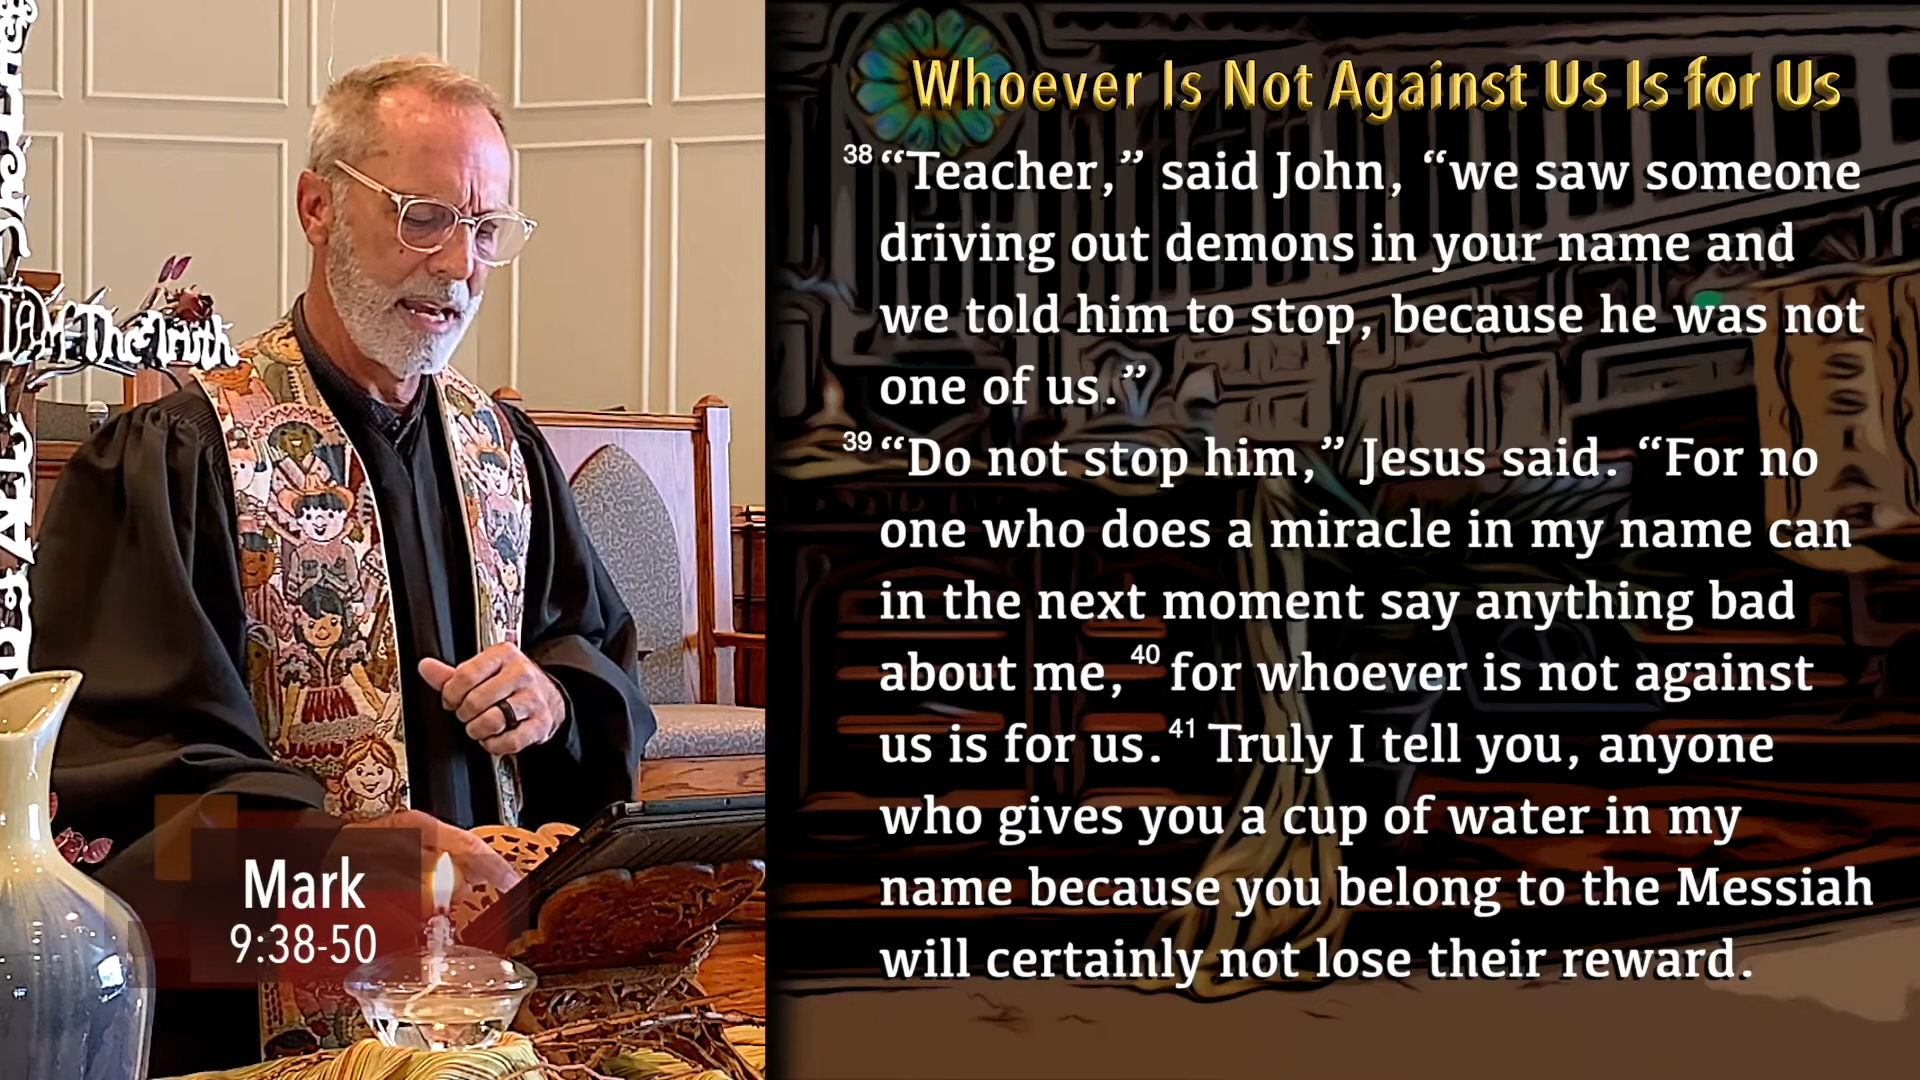 The Life
I AM The Truth
Mark
9:38-50
Whoever Is Not Against Us Is for Us
38 “Teacher,” said John, “we saw someone
driving out demons in your name and
we told him to stop, because he was not
one of us.”
39 “Do not stop him,” Jesus said. “For no
one who does a miracle in my name can
in the next moment say anything bad
about me, 40 for whoever is not against
us is for us. 41 Truly I tell you, anyone
who gives you a cup of water in my
name because you belong to the Messiah
will certainly not lose their reward.